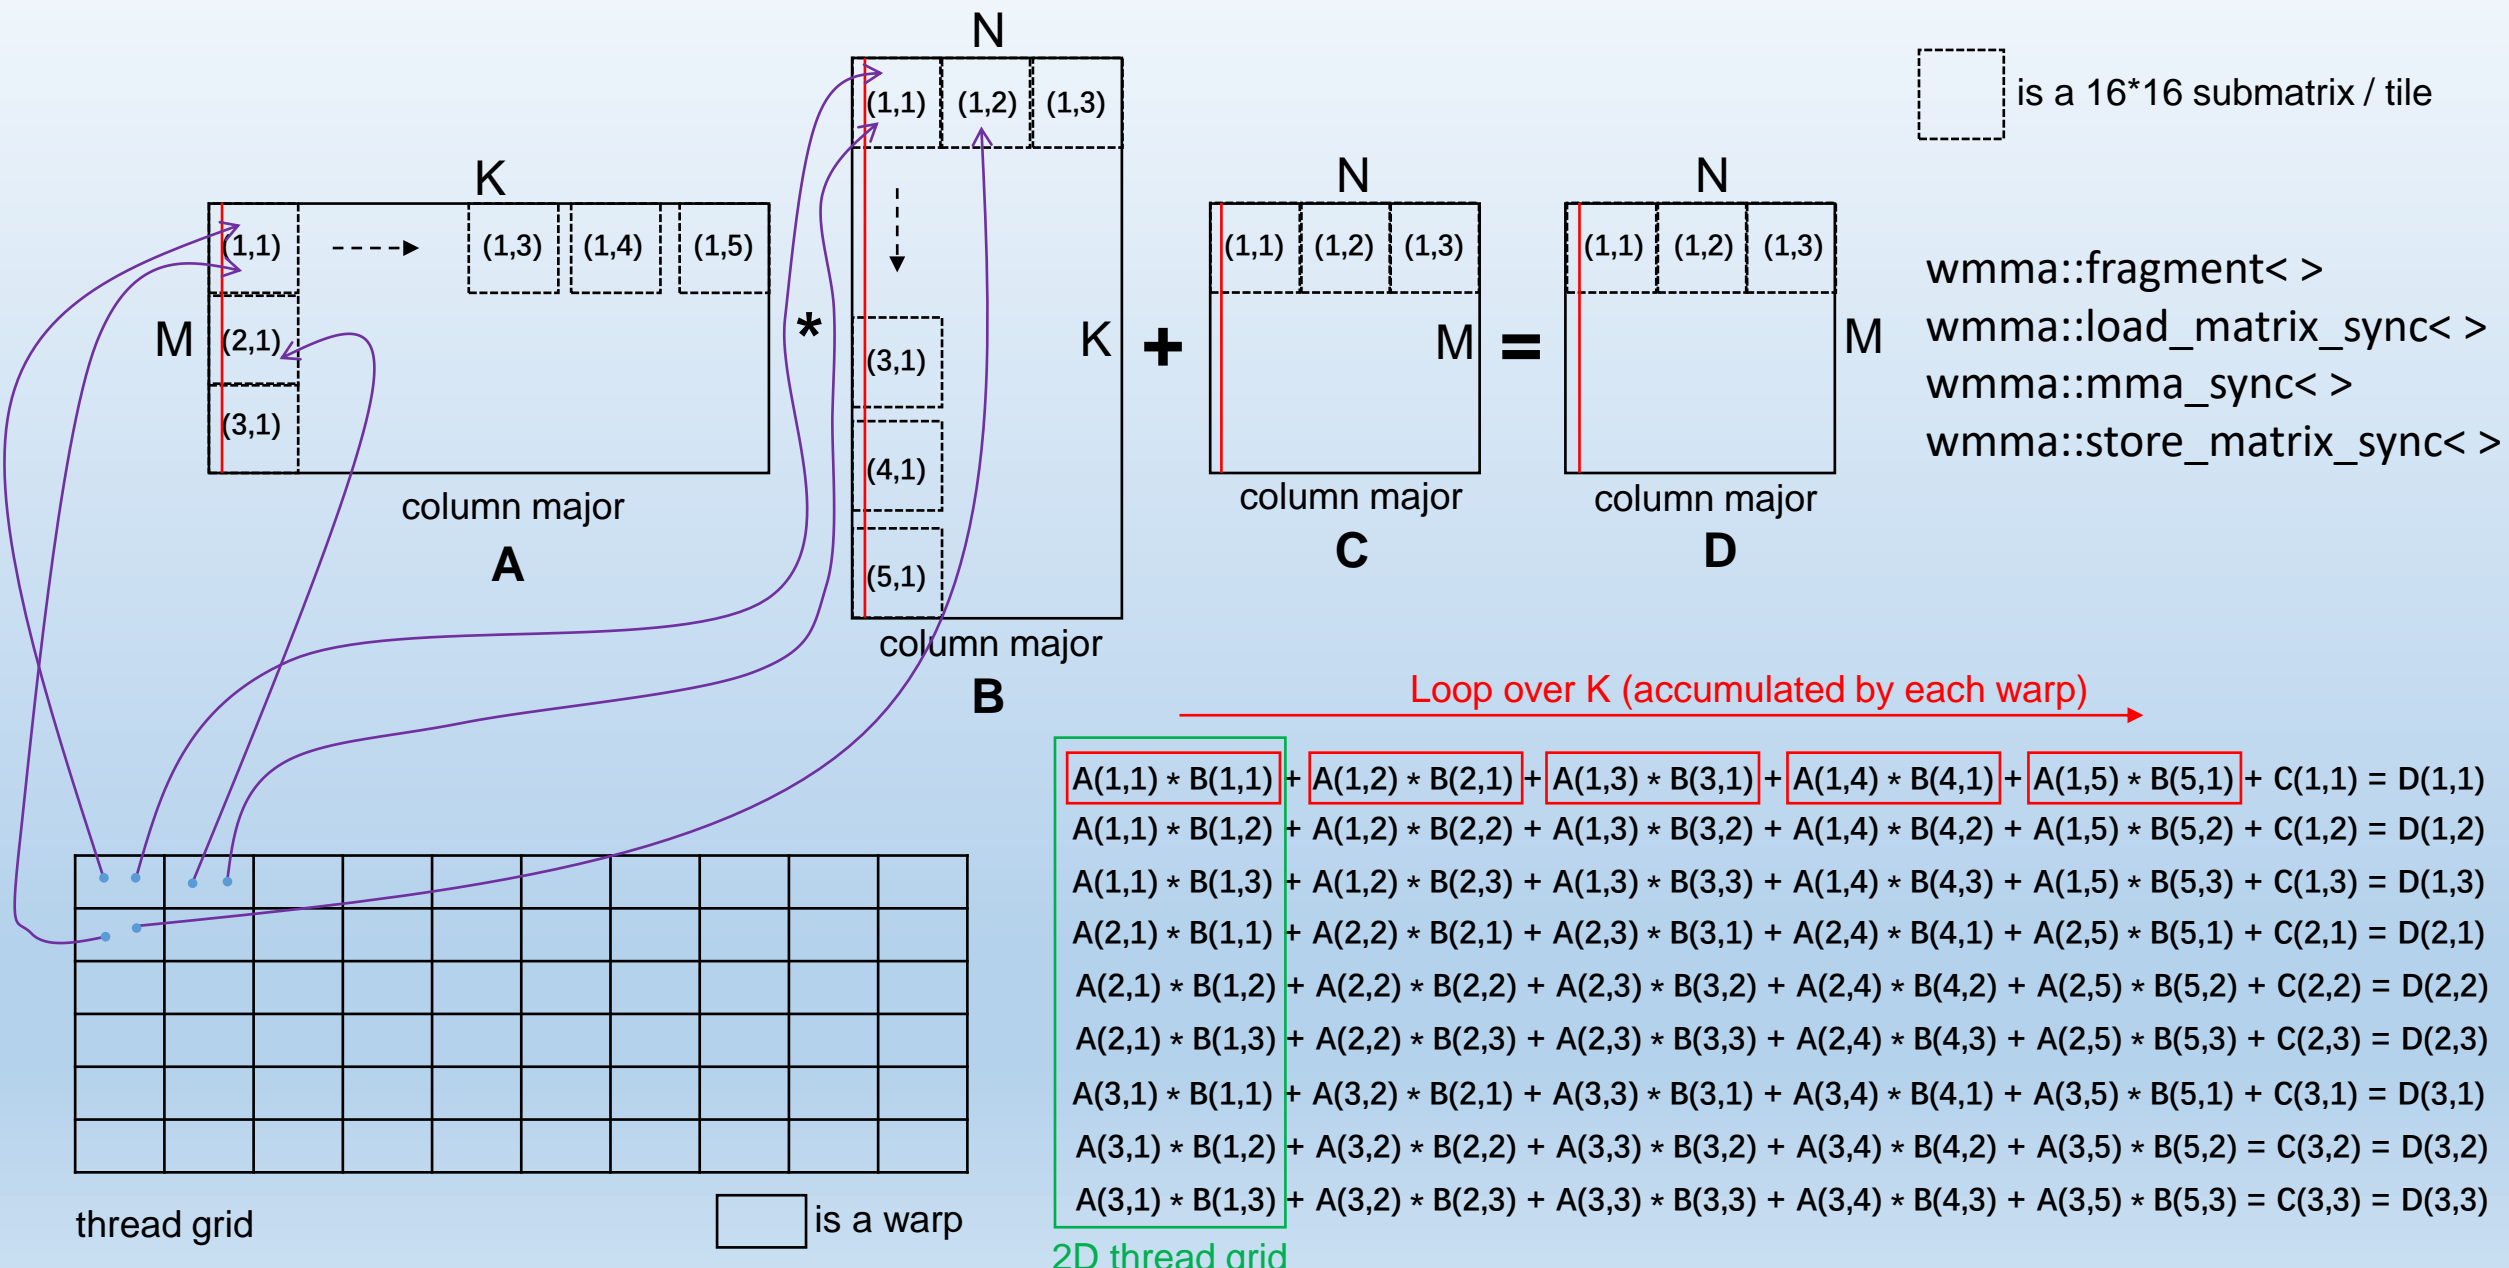 N
(1,1) (1,2) (1,3)
is a 16*16 submatrix / tile
K
N
N
(1,1) (1,3) (1,4) (1,5)
(1,1) (1,2) (1,3)
(1,1) (1,2) (1,3)
wmma::fragment< >
M
(2,1)
*
(3,1)
K
+
M
=
M
wmma::load_matrix_sync< >
wmma::mma_sync< >
(3,1)
(4,1)
wmma::store_matrix_sync< >
column major
column major
column major
A
C
D
(5,1)
column major
B
Loop over K (accumulated by each warp)
A(1,1) * B(1,1) + A(1,2) * B(2,1) + A(1,3) * B(3,1) + A(1,4) * B(4,1) + A(1,5) * B(5,1) + C(1,1) = D(1,1)
A(1,1) * B(1,2) + A(1,2) * B(2,2) + A(1,3) * B(3,2) + A(1,4) * B(4,2) + A(1,5) * B(5,2) + C(1,2) = D(1,2)
A(1,1) * B(1,3) + A(1,2) * B(2,3) + A(1,3) * B(3,3) + A(1,4) * B(4,3) + A(1,5) * B(5,3) + C(1,3) = D(1,3)
A(2,1) * B(1,1) + A(2,2) * B(2,1) + A(2,3) * B(3,1) + A(2,4) * B(4,1) + A(2,5) * B(5,1) + C(2,1) = D(2,1)
A(2,1) * B(1,2) + A(2,2) * B(2,2) + A(2,3) * B(3,2) + A(2,4) * B(4,2) + A(2,5) * B(5,2) + C(2,2) = D(2,2)
A(2,1) * B(1,3) + A(2,2) * B(2,3) + A(2,3) * B(3,3) + A(2,4) * B(4,3) + A(2,5) * B(5,3) + C(2,3) = D(2,3)
A(3,1) * B(1,1) + A(3,2) * B(2,1) + A(3,3) * B(3,1) + A(3,4) * B(4,1) + A(3,5) * B(5,1) + C(3,1) = D(3,1)
A(3,1) * B(1,2) + A(3,2) * B(2,2) + A(3,3) * B(3,2) + A(3,4) * B(4,2) + A(3,5) * B(5,2) = C(3,2) = D(3,2)
A(3,1) * B(1,3) + A(3,2) * B(2,3) + A(3,3) * B(3,3) + A(3,4) * B(4,3) + A(3,5) * B(5,3) = C(3,3) = D(3,3)
thread grid
is a warp
2D thread grid